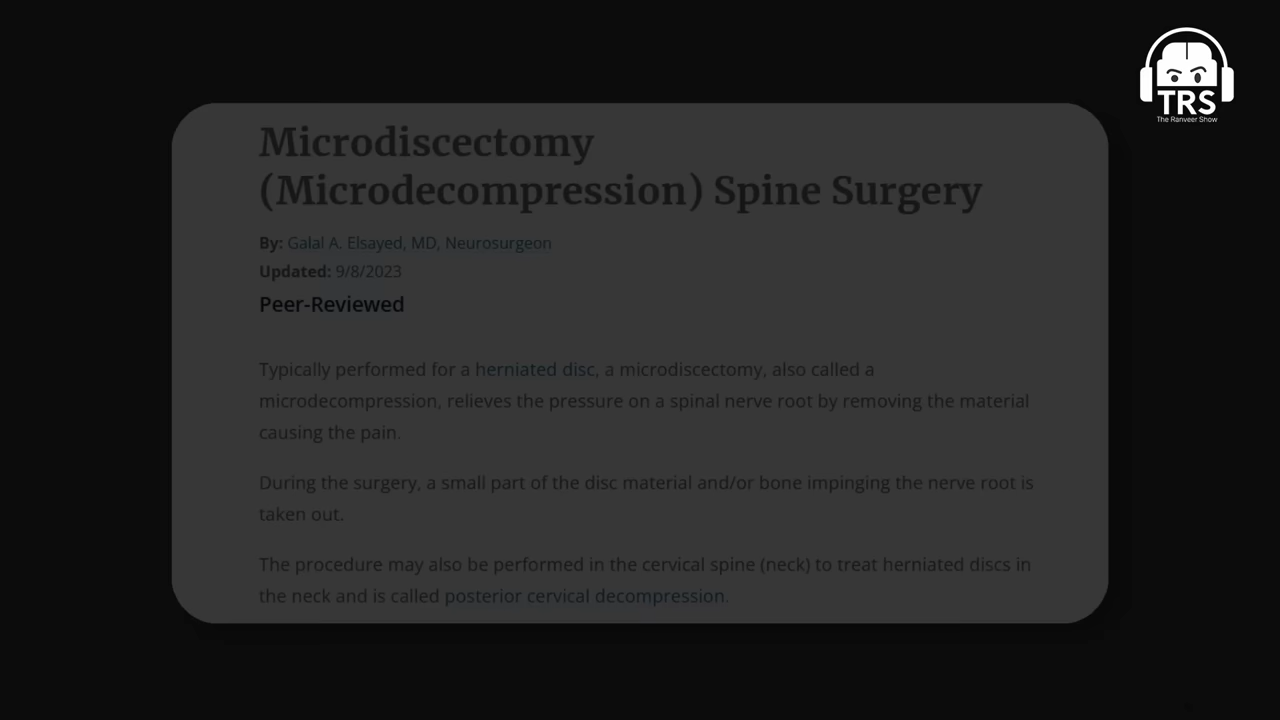 TRS
The Ranveer Show
Microdiscectomy
(Microdecompression) Spine Surgery
By: Galal A. Elsayed, MD, Neurosurgeon
Updated: 9/8/2023
Peer-Reviewed
Typically performed for a herniated disc, a microdiscectomy, also called a
microdecompression, relieves the pressure on a spinal nerve root by removing the material
causing the pain.
During the surgery, a small part of the disc material and/or bone impinging the nerve root is
taken out.
The procedure may also be performed in the cervical spine (neck) to treat herniated discs in
the neck and is called posterior cervical decompression.